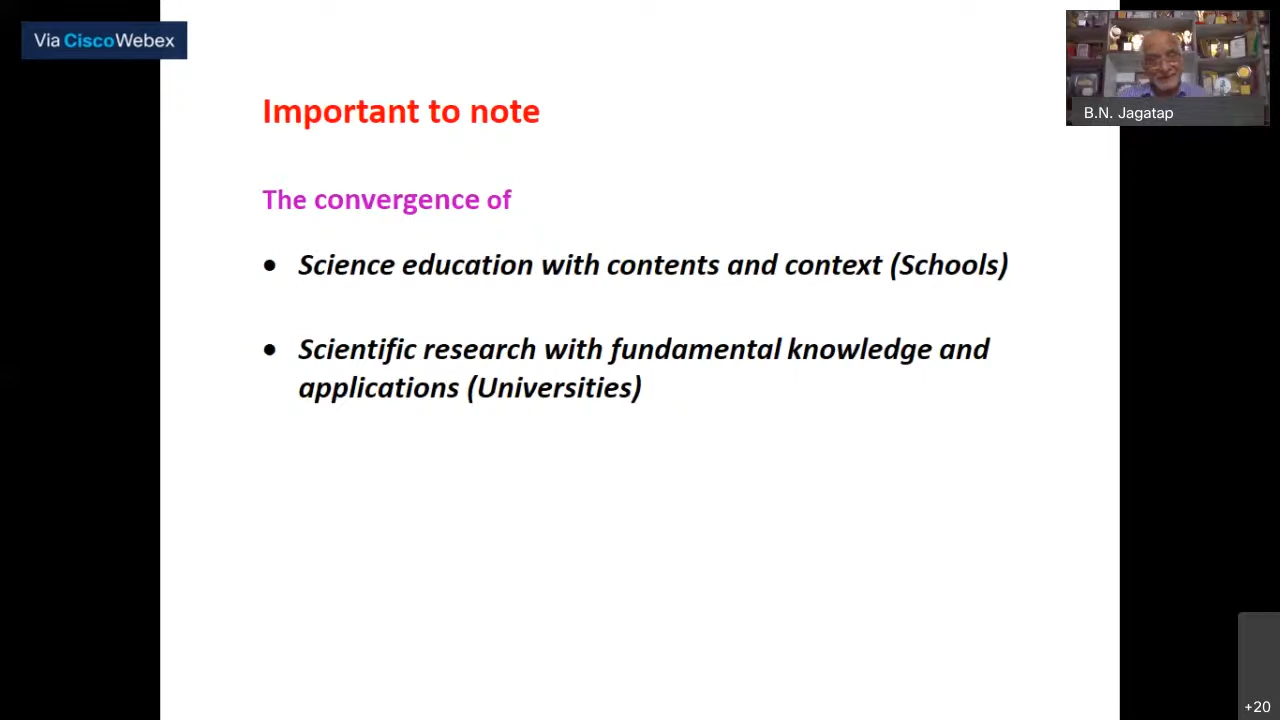 Via CiscoWebex
B.N. Jagatap
Important to note
The convergence of
• Science education with contents and context (Schools)
• Scientific research with fundamental knowledge and
applications (Universities)
+20